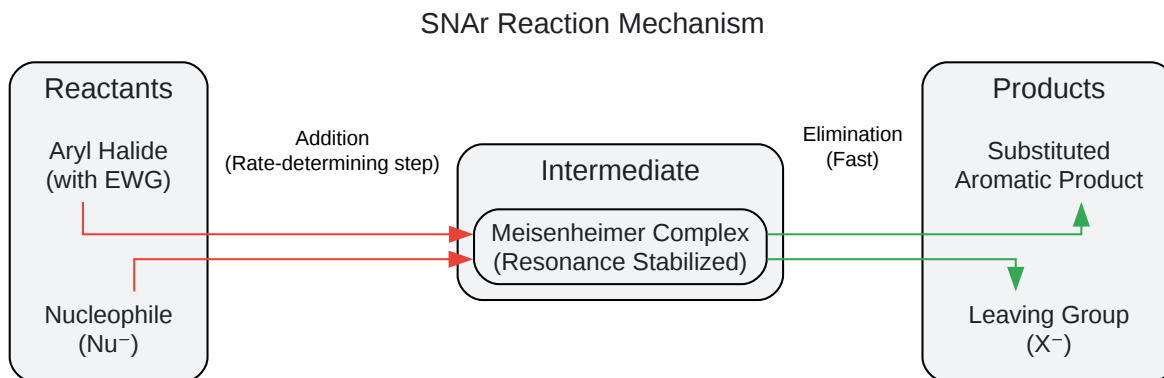 SNAr Reaction Mechanism
Reactants
Aryl Halide
(with EWG)
Nucleophile
(Nu⁻)
Addition
(Rate-determining step)
Intermediate
Meisenheimer Complex
(Resonance Stabilized)
Elimination
(Fast)
Products
Substituted
Aromatic Product
Leaving Group
(X⁻)